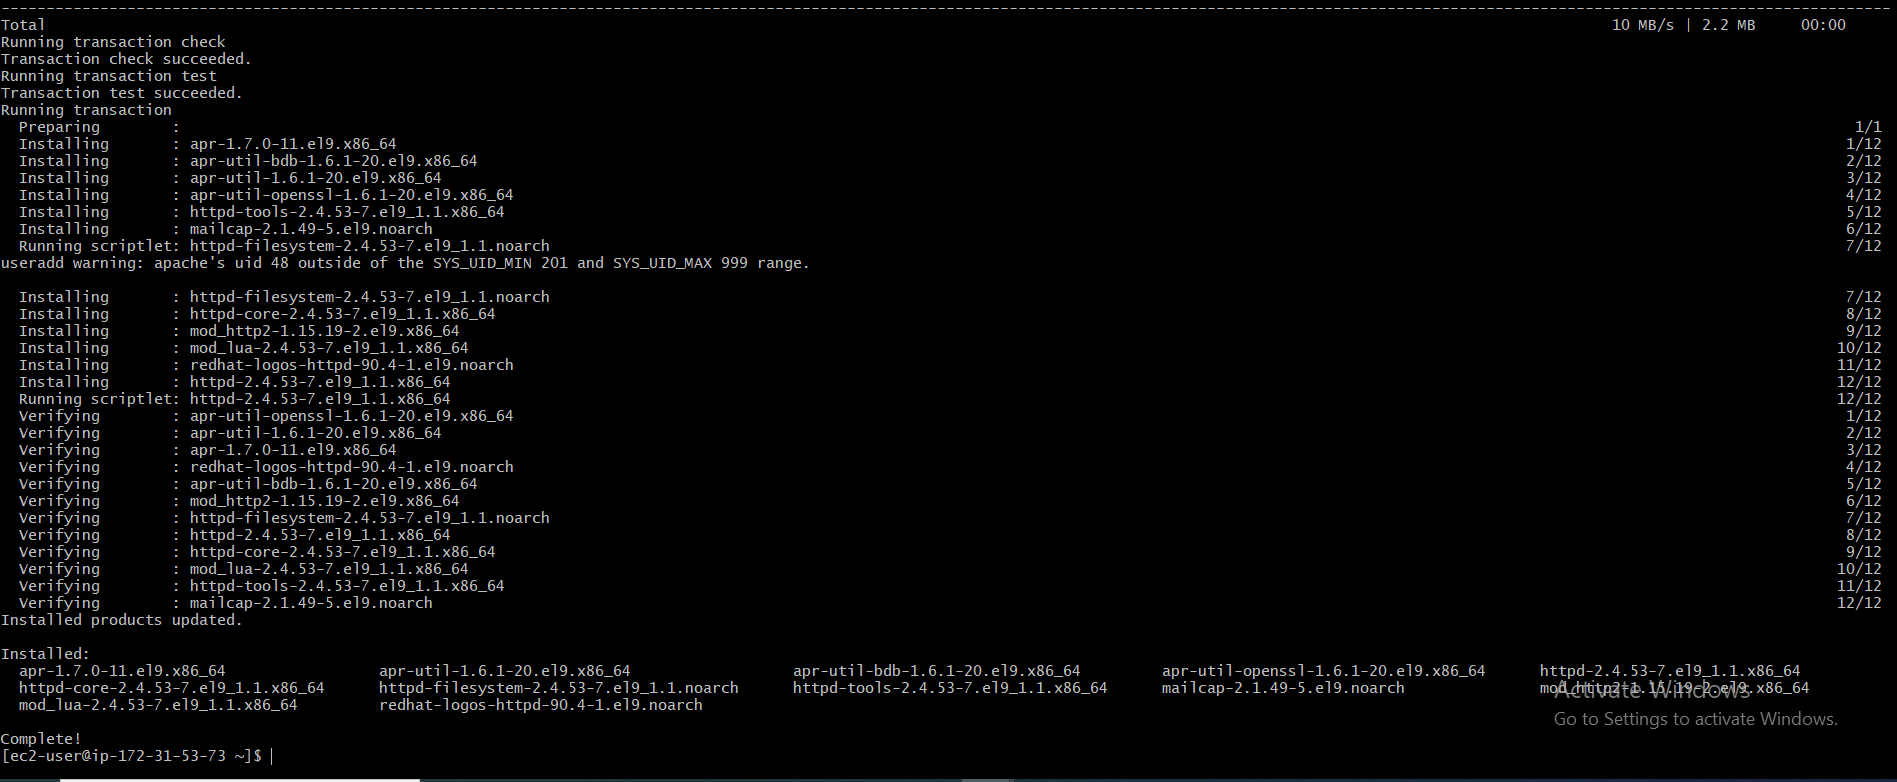 --------------------------------------------------------------------------------------------------------------------------------------------------------------------------------------------------------------------
Total 10 MB/s | 2.2 MB 00:00
Running transaction check
Transaction check succeeded.
Running transaction test
Transaction test succeeded.
Running transaction
Preparing : 1/1
Installing : apr-1.7.0-11.el9.x86_64 1/12
Installing : apr-util-bdb-1.6.1-20.el9.x86_64 2/12
Installing : apr-util-1.6.1-20.el9.x86_64 3/12
Installing : apr-util-openssl-1.6.1-20.el9.x86_64 4/12
Installing : httpd-tools-2.4.53-7.el9_1.1.x86_64 5/12
Installing : mailcap-2.1.49-5.el9.noarch 6/12
Running scriptlet: httpd-filesystem-2.4.53-7.el9_1.1.noarch 7/12
useradd warning: apache's uid 48 outside of the SYS_UID_MIN 201 and SYS_UID_MAX 999 range.
Installing : httpd-filesystem-2.4.53-7.el9_1.1.noarch 7/12
Installing : httpd-core-2.4.53-7.el9_1.1.x86_64 8/12
Installing : mod_http2-1.15.19-2.el9.x86_64 9/12
Installing : mod_lua-2.4.53-7.el9_1.1.x86_64 10/12
Installing : redhat-logos-httpd-90.4-1.el9.noarch 11/12
Installing : httpd-2.4.53-7.el9_1.1.x86_64 12/12
Running scriptlet: httpd-2.4.53-7.el9_1.1.x86_64 12/12
Verifying : apr-util-openssl-1.6.1-20.el9.x86_64 1/12
Verifying : apr-util-1.6.1-20.el9.x86_64 2/12
Verifying : apr-1.7.0-11.el9.x86_64 3/12
Verifying : redhat-logos-httpd-90.4-1.el9.noarch 4/12
Verifying : apr-util-bdb-1.6.1-20.el9.x86_64 5/12
Verifying : mod_http2-1.15.19-2.el9.x86_64 6/12
Verifying : httpd-filesystem-2.4.53-7.el9_1.1.noarch 7/12
Verifying : httpd-2.4.53-7.el9_1.1.x86_64 8/12
Verifying : httpd-core-2.4.53-7.el9_1.1.x86_64 9/12
Verifying : mod_lua-2.4.53-7.el9_1.1.x86_64 10/12
Verifying : httpd-tools-2.4.53-7.el9_1.1.x86_64 11/12
Verifying : mailcap-2.1.49-5.el9.noarch 12/12
Installed products updated.
Installed:
apr-1.7.0-11.el9.x86_64 apr-util-1.6.1-20.el9.x86_64 apr-util-bdb-1.6.1-20.el9.x86_64 apr-util-openssl-1.6.1-20.el9.x86_64 httpd-2.4.53-7.el9_1.1.x86_64
httpd-core-2.4.53-7.el9_1.1.x86_64 httpd-filesystem-2.4.53-7.el9_1.1.noarch httpd-tools-2.4.53-7.el9_1.1.x86_64 mailcap-2.1.49-5.el9.noarch mod_http2-1.15.19-2.el9.x86_64
mod_lua-2.4.53-7.el9_1.1.x86_64 redhat-logos-httpd-90.4-1.el9.noarch
Activate Windows
Go to Settings to activate Windows.
Complete!
[ec2-user@ip-172-31-53-73 ~]$